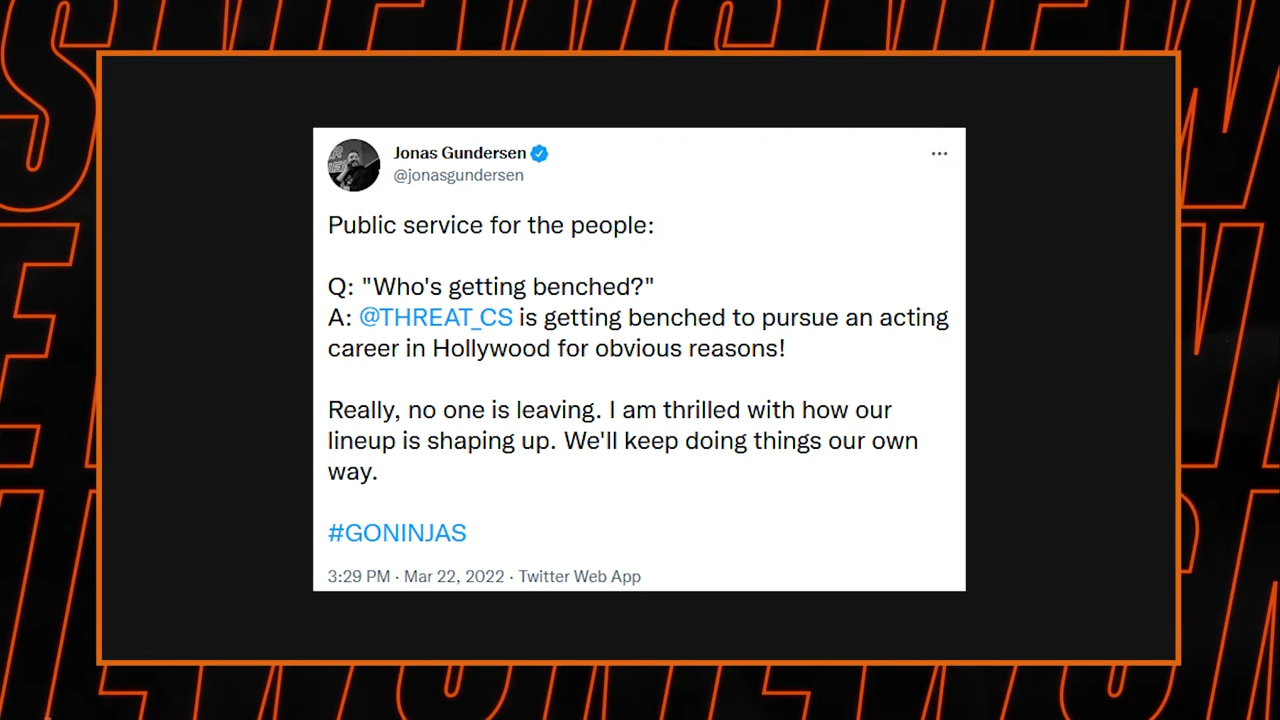 Jonas Gundersen
@jonasgundersen
Public service for the people:
Q: "Who's getting benched?"
A: @THREAT_CS is getting benched to pursue an acting
career in Hollywood for obvious reasons!
Really, no one is leaving. I am thrilled with how our
lineup is shaping up. We'll keep doing things our own
way.
#GONINJAS
3:29 PM · Mar 22, 2022 · Twitter Web App